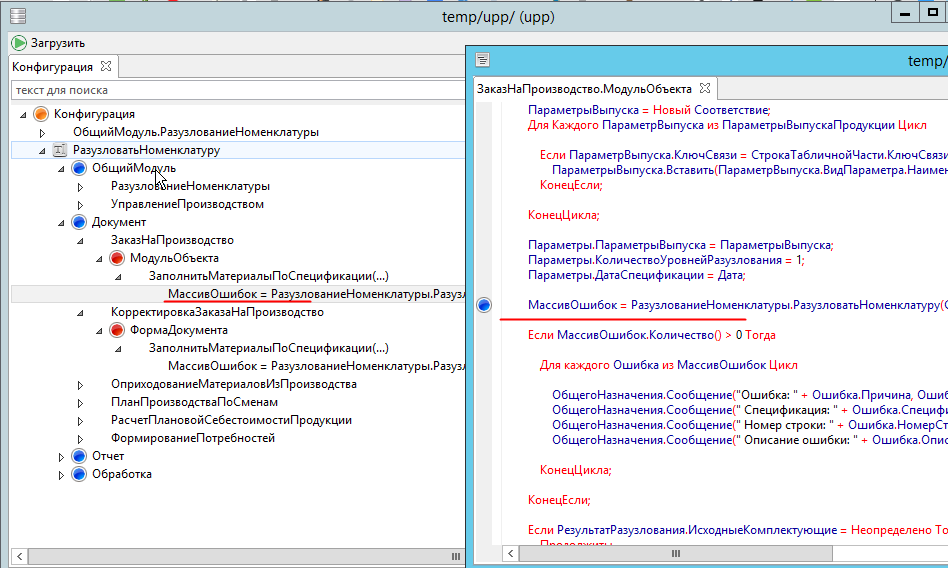 temp/upp/ (upp)
Загрузить
Конфигурация
текст для поиска
Конфигурация
ОбщийМодуль.РазузлованиеНоменклатуры
РазузловатьНоменклатуру
ОбщийМодуль
РазузлованиеНоменклатуры
УправлениеПроизводством
Документ
ЗаказНаПроизводство
МодульОбъекта
ЗаполнитьМатериалыПоСпецификации(...)
МассивОшибок = РазузлованиеНоменклатуры.Разузл
КорректировкаЗаказаНаПроизводство
ФормаДокумента
ЗаполнитьМатериалыПоСпецификации(...)
МассивОшибок = РазузлованиеНоменклатуры.Разузл
ОприходованиеМатериаловИзПроизводства
ПланПроизводстваПоСменам
РасчетПлановойСебестоимостиПродукции
ФормированиеПотребностей
Отчет
Обработка
temp/
ЗаказНаПроизводство.МодульОбъекта
ПараметрыВыпуска = Новый Соответствие;
Для Каждого ПараметрВыпуска из ПараметрыВыпускаПродукции Цикл
Если ПараметрВыпуска.КлючСвязи = СтрокаТабличнойЧасти.КлючСвязи
ПараметрыВыпуска.Вставить(ПараметрВыпуска.ВидПараметра.Наимен
КонецЕсли;
КонецЦикла;
Параметры.ПараметрыВыпуска = ПараметрыВыпуска;
Параметры.КоличествоУровнейРазузлования = 1;
Параметры.ДатаСпецификации = Дата;
МассивОшибок = РазузлованиеНоменклатуры.РазузловатьНоменклатуру(
Если МассивОшибок.Количество() > 0 Тогда
Для каждого Ошибка из МассивОшибок Цикл
ОбщегоНазначения.Сообщение("Ошибка: " + Ошибка.Причина, Ошиб
ОбщегоНазначения.Сообщение(" Спецификация: " + Ошибка.Специфи
ОбщегоНазначения.Сообщение(" Номер строки: " + Ошибка.НомерСт
ОбщегоНазначения.Сообщение(" Описание ошибки: " + Ошибка.Опис
КонецЦикла;
КонецЕсли;
Если РезультатРазузлования.ИсходныеКомплектующие = Неопределено То
Продолжить